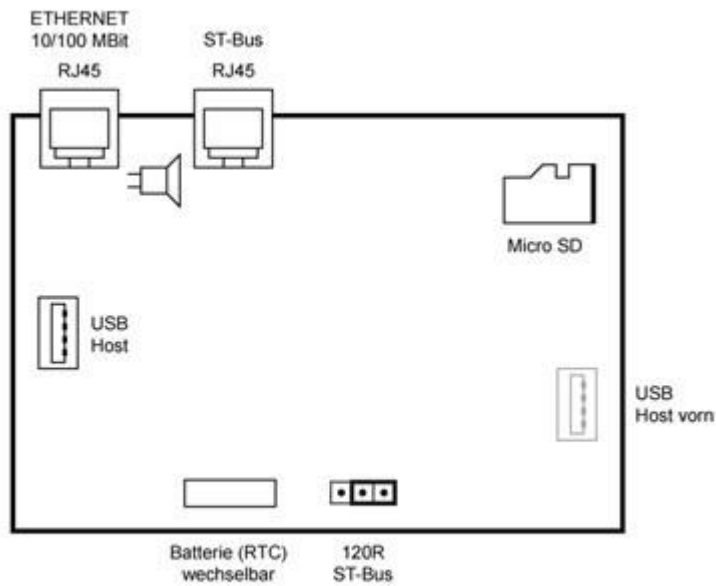 ETHERNET
10/100 MBit
RJ45
ST-Bus
RJ45
Micro SD
USB
Host
USB
Host vorn
Batterie (RTC)
wechselbar
120R
ST-Bus